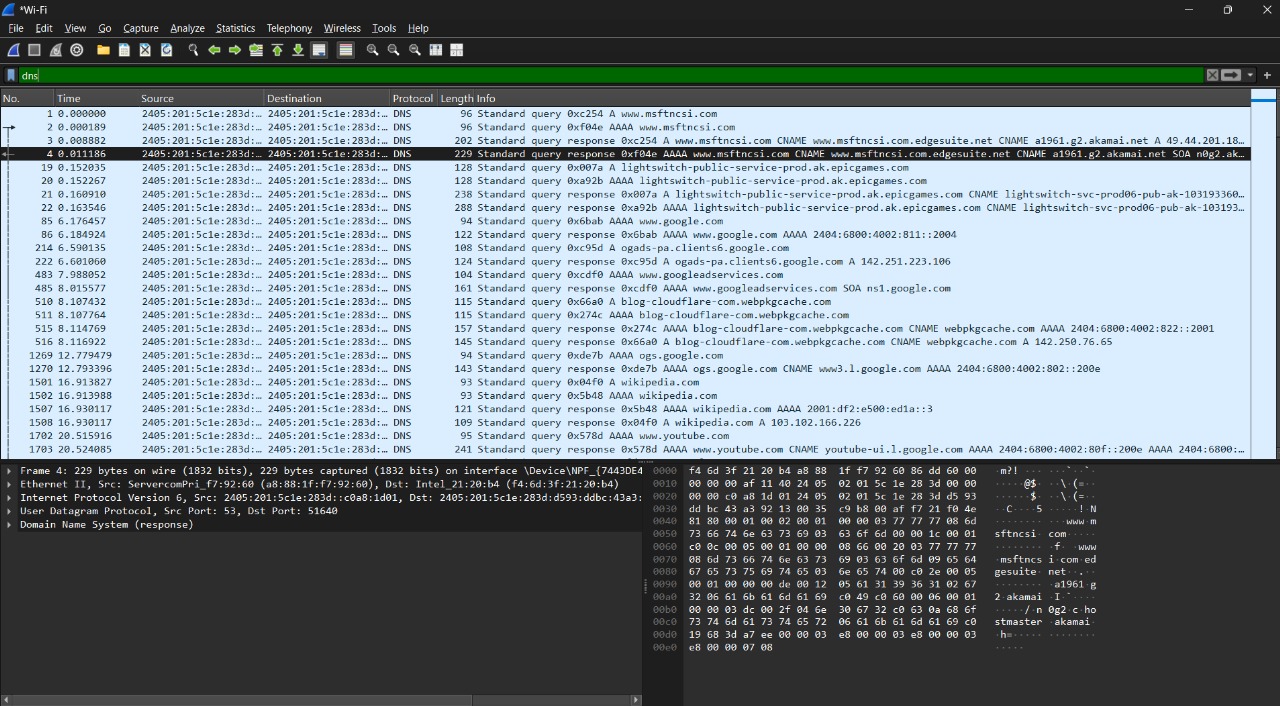 *Wi-Fi
File Edit View Go Capture Analyze Statistics Telephony Wireless Tools Help
dns
No. Time Source Destination Protocol Length Info
1 0.000000 2405:201:5c1e:283d:… 2405:201:5c1e:283d:… DNS 96 Standard query 0xc254 A www.msftncsi.com
2 0.000189 2405:201:5c1e:283d:… 2405:201:5c1e:283d:… DNS 96 Standard query 0xf04e AAAA www.msftncsi.com
3 0.008882 2405:201:5c1e:283d:… 2405:201:5c1e:283d:… DNS 202 Standard query response 0xc254 A www.msftncsi.com CNAME www.msftncsi.com.edgesuite.net CNAME a1961.g2.akamai.net A 49.44.201.18…
4 0.011186 2405:201:5c1e:283d:… 2405:201:5c1e:283d:… DNS 229 Standard query response 0xf04e AAAA www.msftncsi.com CNAME www.msftncsi.com.edgesuite.net CNAME a1961.g2.akamai.net SOA n0g2.ak…
19 0.152035 2405:201:5c1e:283d:… 2405:201:5c1e:283d:… DNS 128 Standard query 0x007a A lightswitch-public-service-prod.ak.epicgames.com
20 0.152267 2405:201:5c1e:283d:… 2405:201:5c1e:283d:… DNS 128 Standard query 0xa92b AAAA lightswitch-public-service-prod.ak.epicgames.com
21 0.160910 2405:201:5c1e:283d:… 2405:201:5c1e:283d:… DNS 238 Standard query response 0x007a A lightswitch-public-service-prod.ak.epicgames.com CNAME lightswitch-svc-prod06-pub-ak-103193360…
22 0.163546 2405:201:5c1e:283d:… 2405:201:5c1e:283d:… DNS 288 Standard query response 0xa92b AAAA lightswitch-public-service-prod.ak.epicgames.com CNAME lightswitch-svc-prod06-pub-ak-103193…
85 6.176457 2405:201:5c1e:283d:… 2405:201:5c1e:283d:… DNS 94 Standard query 0x6bab AAAA www.google.com
86 6.184924 2405:201:5c1e:283d:… 2405:201:5c1e:283d:… DNS 122 Standard query response 0x6bab AAAA www.google.com AAAA 2404:6800:4002:811::2004
214 6.590135 2405:201:5c1e:283d:… 2405:201:5c1e:283d:… DNS 108 Standard query 0xc95d A ogads-pa.clients6.google.com
222 6.601060 2405:201:5c1e:283d:… 2405:201:5c1e:283d:… DNS 124 Standard query response 0xc95d A ogads-pa.clients6.google.com A 142.251.223.106
483 7.988052 2405:201:5c1e:283d:… 2405:201:5c1e:283d:… DNS 104 Standard query 0xcdf0 AAAA www.googleadservices.com
485 8.015577 2405:201:5c1e:283d:… 2405:201:5c1e:283d:… DNS 161 Standard query response 0xcdf0 AAAA www.googleadservices.com SOA ns1.google.com
510 8.107432 2405:201:5c1e:283d:… 2405:201:5c1e:283d:… DNS 115 Standard query 0x66a0 A blog-cloudflare-com.webpkgcache.com
511 8.107764 2405:201:5c1e:283d:… 2405:201:5c1e:283d:… DNS 115 Standard query 0x274c AAAA blog-cloudflare-com.webpkgcache.com
515 8.114769 2405:201:5c1e:283d:… 2405:201:5c1e:283d:… DNS 157 Standard query response 0x274c AAAA blog-cloudflare-com.webpkgcache.com CNAME webpkgcache.com AAAA 2404:6800:4002:822::2001
516 8.116922 2405:201:5c1e:283d:… 2405:201:5c1e:283d:… DNS 145 Standard query response 0x66a0 A blog-cloudflare-com.webpkgcache.com CNAME webpkgcache.com A 142.250.76.65
1269 12.779479 2405:201:5c1e:283d:… 2405:201:5c1e:283d:… DNS 94 Standard query 0xde7b AAAA ogs.google.com
1270 12.793396 2405:201:5c1e:283d:… 2405:201:5c1e:283d:… DNS 143 Standard query response 0xde7b AAAA ogs.google.com CNAME www3.l.google.com AAAA 2404:6800:4002:802::200e
1501 16.913827 2405:201:5c1e:283d:… 2405:201:5c1e:283d:… DNS 93 Standard query 0x04f0 A wikipedia.com
1502 16.913988 2405:201:5c1e:283d:… 2405:201:5c1e:283d:… DNS 93 Standard query 0x5b48 AAAA wikipedia.com
1507 16.930117 2405:201:5c1e:283d:… 2405:201:5c1e:283d:… DNS 121 Standard query response 0x5b48 AAAA wikipedia.com AAAA 2001:df2:e500:ed1a::3
1508 16.930117 2405:201:5c1e:283d:… 2405:201:5c1e:283d:… DNS 109 Standard query response 0x04f0 A wikipedia.com A 103.102.166.226
1702 20.515916 2405:201:5c1e:283d:… 2405:201:5c1e:283d:… DNS 95 Standard query 0x578d AAAA www.youtube.com
1703 20.524085 2405:201:5c1e:283d:… 2405:201:5c1e:283d:… DNS 241 Standard query response 0x578d AAAA www.youtube.com CNAME youtube-ui.l.google.com AAAA 2404:6800:4002:80f::200e AAAA 2404:6800:…
Frame 4: 229 bytes on wire (1832 bits), 229 bytes captured (1832 bits) on interface \Device\NPF_{7443DE4
Ethernet II, Src: ServercomPri_f7:92:60 (a8:88:1f:f7:92:60), Dst: Intel_21:20:b4 (f4:6d:3f:21:20:b4)
Internet Protocol Version 6, Src: 2405:201:5c1e:283d::c0a8:1d01, Dst: 2405:201:5c1e:283d:d593:ddbc:43a3:
User Datagram Protocol, Src Port: 53, Dst Port: 51640
Domain Name System (response)
0000 f4 6d 3f 21 20 b4 a8 88 1f f7 92 60 86 dd 60 00 ·m?! ··· ···`··`·
0010 00 00 00 af 11 40 24 05 02 01 5c 1e 28 3d 00 00 ·····@$· ··\·(=··
0020 00 00 c0 a8 1d 01 24 05 02 01 5c 1e 28 3d d5 93 ······$· ··\·(=··
0030 dd bc 43 a3 92 13 00 35 c9 b8 00 af f7 21 f0 4e ··C····5 ·····!·N
0040 81 80 00 01 00 02 00 01 00 00 03 77 77 77 08 6d ········ ···www·m
0050 73 66 74 6e 63 73 69 03 63 6f 6d 00 00 1c 00 01 sftncsi· com·····
0060 c0 0c 00 05 00 01 00 00 08 66 00 20 03 77 77 77 ········ ·f· ·www
0070 08 6d 73 66 74 6e 63 73 69 03 63 6f 6d 09 65 64 ·msftncs i·com·ed
0080 67 65 73 75 69 74 65 03 6e 65 74 00 c0 2e 00 05 gesuite· net··.··
0090 00 01 00 00 00 de 00 12 05 61 31 39 36 31 02 67 ········ ·a1961·g
00a0 32 06 61 6b 61 6d 61 69 c0 49 c0 60 00 06 00 01 2·akamai ·I·`····
00b0 00 00 03 dc 00 2f 04 6e 30 67 32 c0 63 0a 68 6f ·····/·n 0g2·c·ho
00c0 73 74 6d 61 73 74 65 72 06 61 6b 61 6d 61 69 c0 stmaster ·akamai·
00d0 19 68 3d a7 ee 00 00 03 e8 00 00 03 e8 00 00 03 ·h=····· ········
00e0 e8 00 00 07 08 ·····